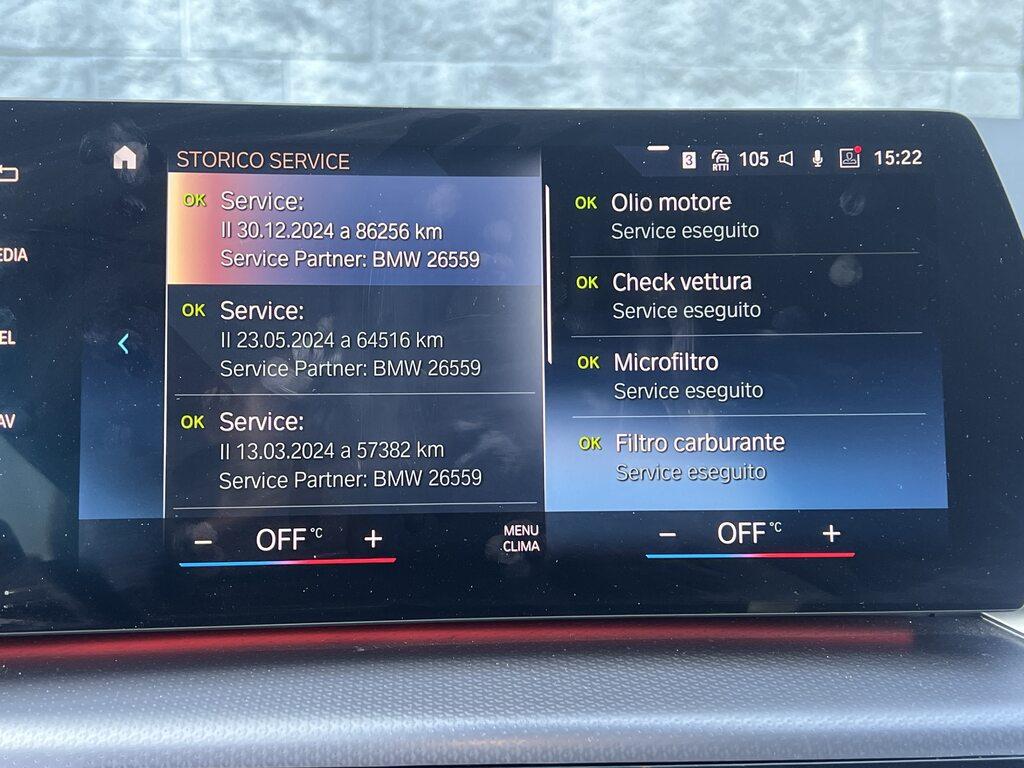 3
RTTI
105
15:22
STORICO SERVICE
EDIA
EL
AV
OK Service:
Il 30.12.2024 a 86256 km
Service Partner: BMW 26559
OK Service:
Il 23.05.2024 a 64516 km
Service Partner: BMW 26559
OK Service:
Il 13.03.2024 a 57382 km
Service Partner: BMW 26559
OK Olio motore
Service eseguito
OK Check vettura
Service eseguito
OK Microfiltro
Service eseguito
OK Filtro carburante
Service eseguito
− OFF °C +
MENU
CLIMA
− OFF °C +